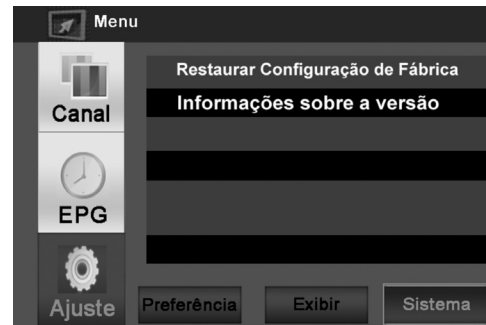 Menu
Restaurar Configuração de Fábrica
Informações sobre a versão
Canal
EPG
Ajuste
Preferência
Exibir
Sistema